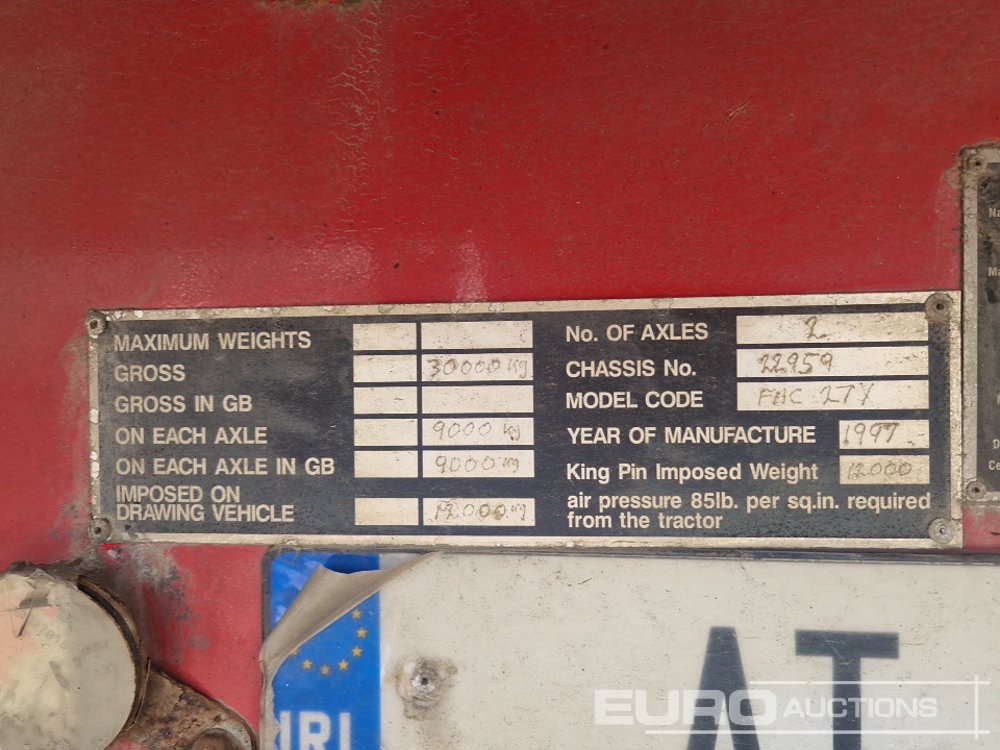 MAXIMUM WEIGHTS
GROSS 30000 kg
GROSS IN GB
ON EACH AXLE 9000 kg
ON EACH AXLE IN GB 9000 kg
IMPOSED ON
DRAWING VEHICLE 12000 kg
No. OF AXLES 2
CHASSIS No. 22959
MODEL CODE
YEAR OF MANUFACTURE 1997
King Pin Imposed Weight 12000
air pressure 85lb. per sq.in. required
from the tractor
IRL
AT
EURO AUCTIONS